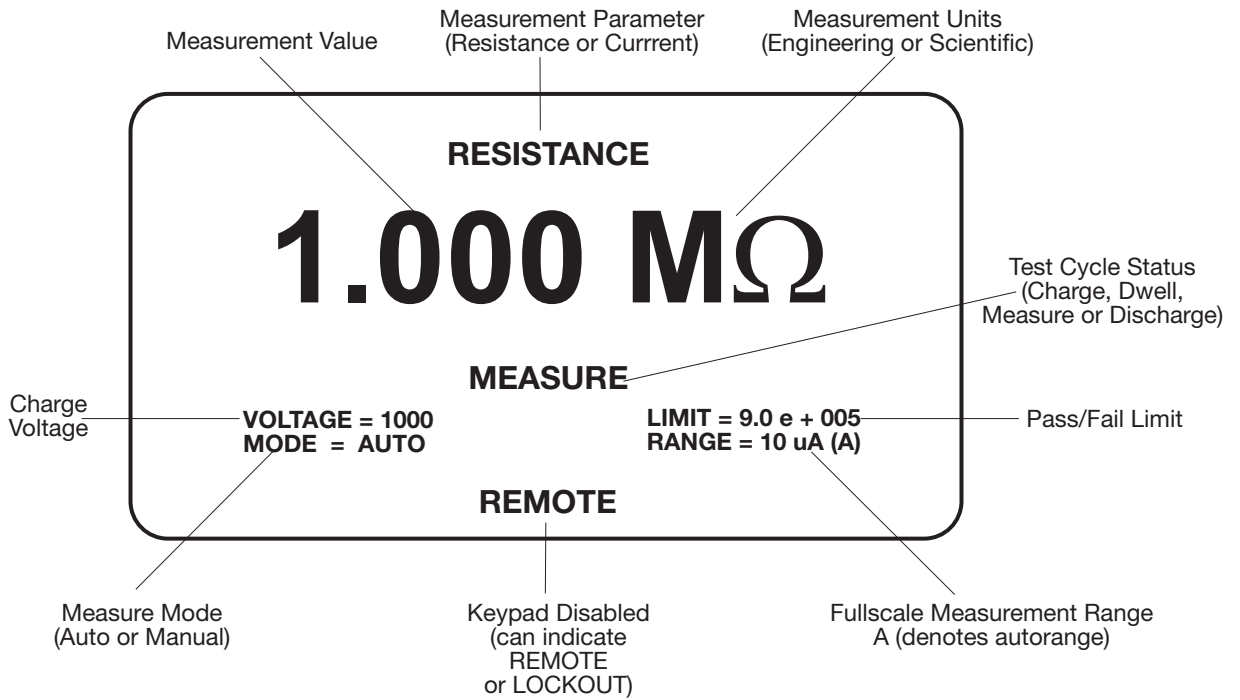 Measurement Parameter
(Resistance or Currrent)
Measurement Units
(Engineering or Scientific)
Measurement Value
RESISTANCE
1.000 MΩ
Test Cycle Status
(Charge, Dwell,
Measure or Discharge)
MEASURE
Charge
Voltage
VOLTAGE = 1000
MODE = AUTO
LIMIT = 9.0 e + 005
RANGE = 10 uA (A)
Pass/Fail Limit
REMOTE
Measure Mode
(Auto or Manual)
Keypad Disabled
(can indicate
REMOTE
or LOCKOUT)
Fullscale Measurement Range
A (denotes autorange)